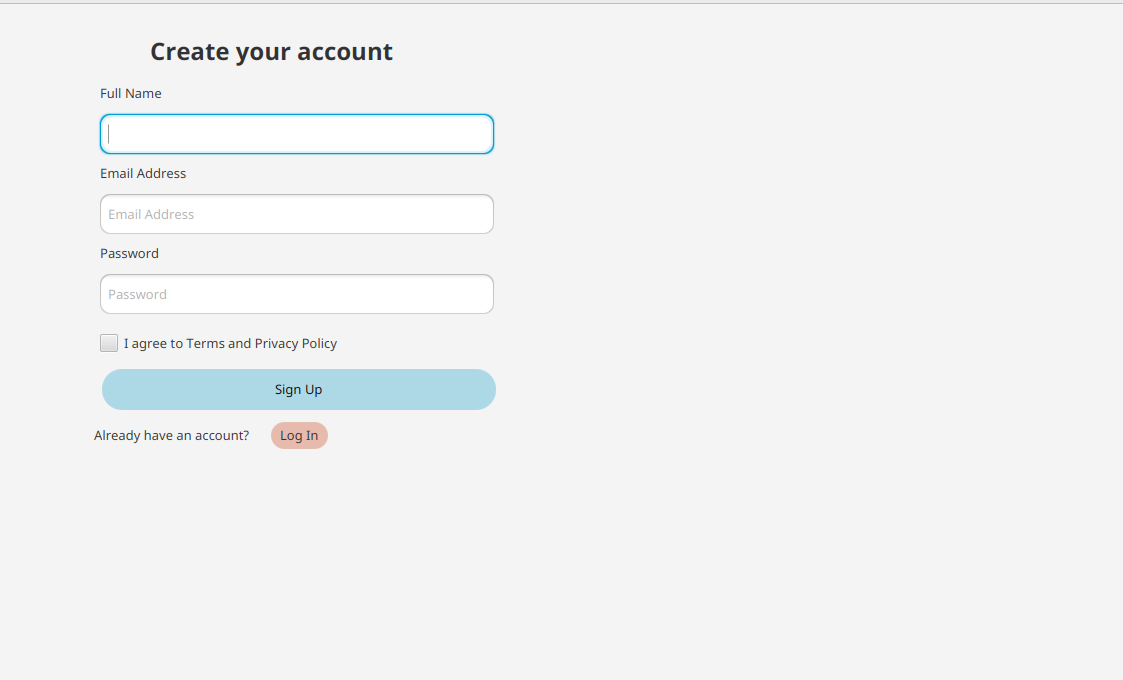 Create your account
Full Name
Email Address
Email Address
Password
Password
I agree to Terms and Privacy Policy
Sign Up
Already have an account? Log In